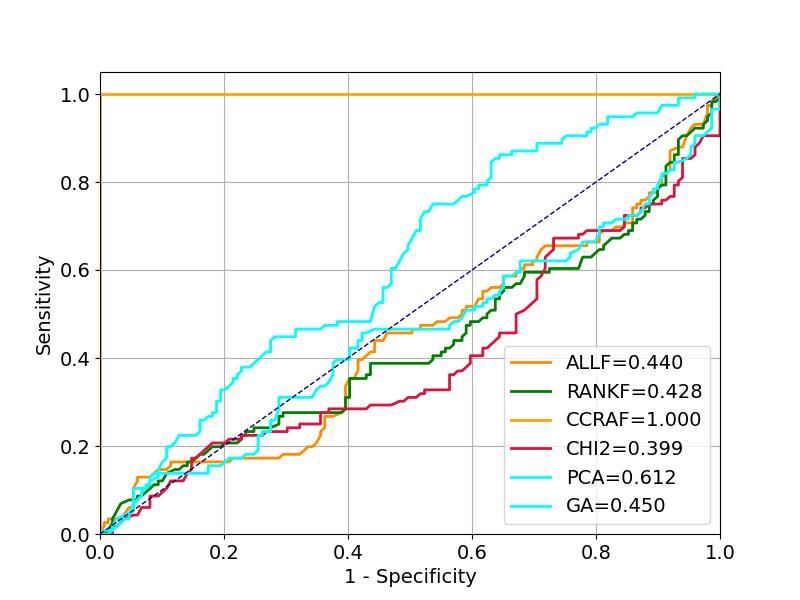 1.0
0.8
0.6
0.4
0.2
0.0
Sensitivity
ALLF=0.440
RANKF=0.428
CCRAF=1.000
CHI2=0.399
PCA=0.612
GA=0.450
0.0 0.2 0.4 0.6 0.8 1.0
1 - Specificity